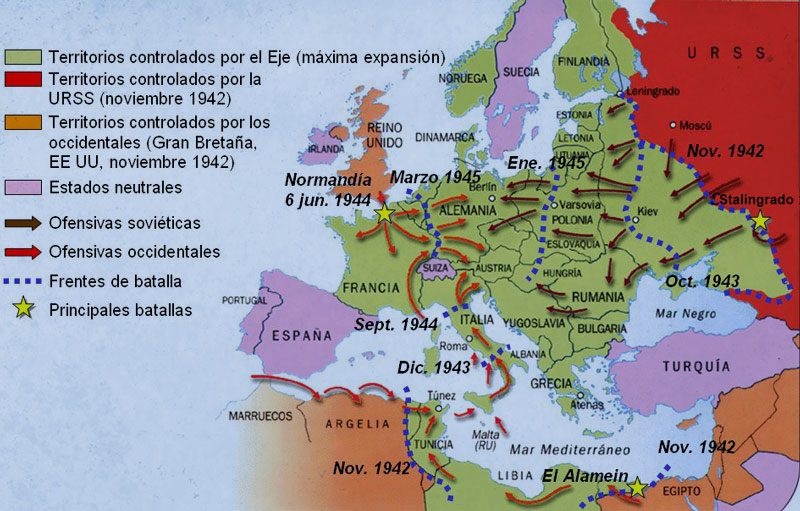 Territorios controlados por el Eje (máxima expansión)
Territorios controlados por la
URSS (noviembre 1942)
Territorios controlados por los
occidentales (Gran Bretaña,
EE UU, noviembre 1942)
Estados neutrales
Ofensivas soviéticas
Ofensivas occidentales
Frentes de batalla
Principales batallas
URSS
FINLANDIA
SUECIA
NORUEGA
Leningrado
ESTONIA
Moscú
LETONIA
REINO
UNIDO
DINAMARCA
IRLANDA
LITUANIA
Nov. 1942
Ene. 1945
Marzo 1945
Normandía
6 jun. 1944
Berlín
ALEMANIA
Varsovia
POLONIA
Kiev
Stalingrado
ESLOVAQUIA
SUIZA
AUSTRIA
HUNGRÍA
FRANCIA
Oct. 1943
RUMANIA
Mar Negro
PORTUGAL
ESPAÑA
Sept. 1944
ITALIA
YUGOSLAVIA
BULGARIA
Roma
ALBANIA
Dic. 1943
TURQUÍA
GRECIA
Atenas
MARRUECOS
ARGELIA
Túnez
TUNICIA
Malta
(RU)
Mar Mediterráneo
Nov. 1942
Nov. 1942
LIBIA
El Alamein
EGIPTO